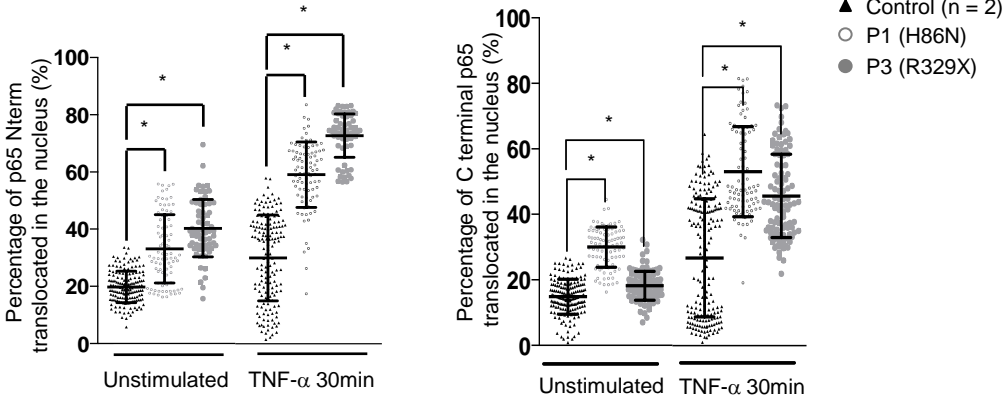 Percentage of p65 Nterm
translocated in the nucleus (%)
100
80
60
40
20
0
*
*
*
*
Unstimulated
TNF-α 30min
Percentage of C terminal p65
translocated in the nucleus (%)
100
80
60
40
20
0
*
*
*
*
Unstimulated
TNF-α 30min
Control (n = 2)
P1 (H86N)
P3 (R329X)